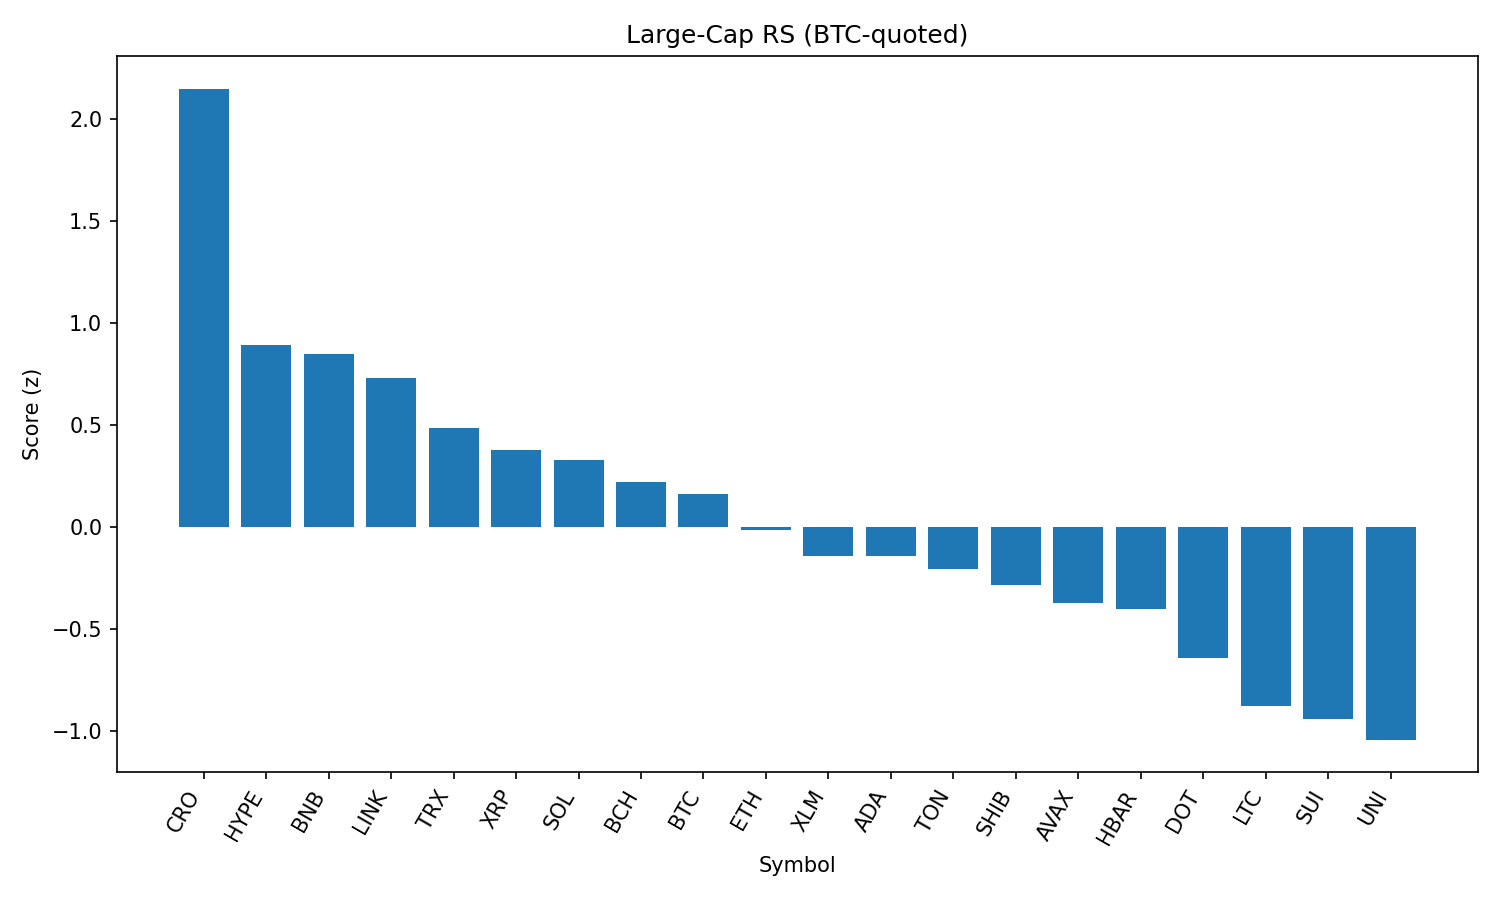 Large-Cap RS (BTC-quoted)
Score (z)
2.0
1.5
1.0
0.5
0.0
−0.5
−1.0
CRO
HYPE
BNB
LINK
TRX
XRP
SOL
BCH
BTC
ETH
XLM
ADA
TON
SHIB
AVAX
HBAR
DOT
LTC
SUI
UNI
Symbol